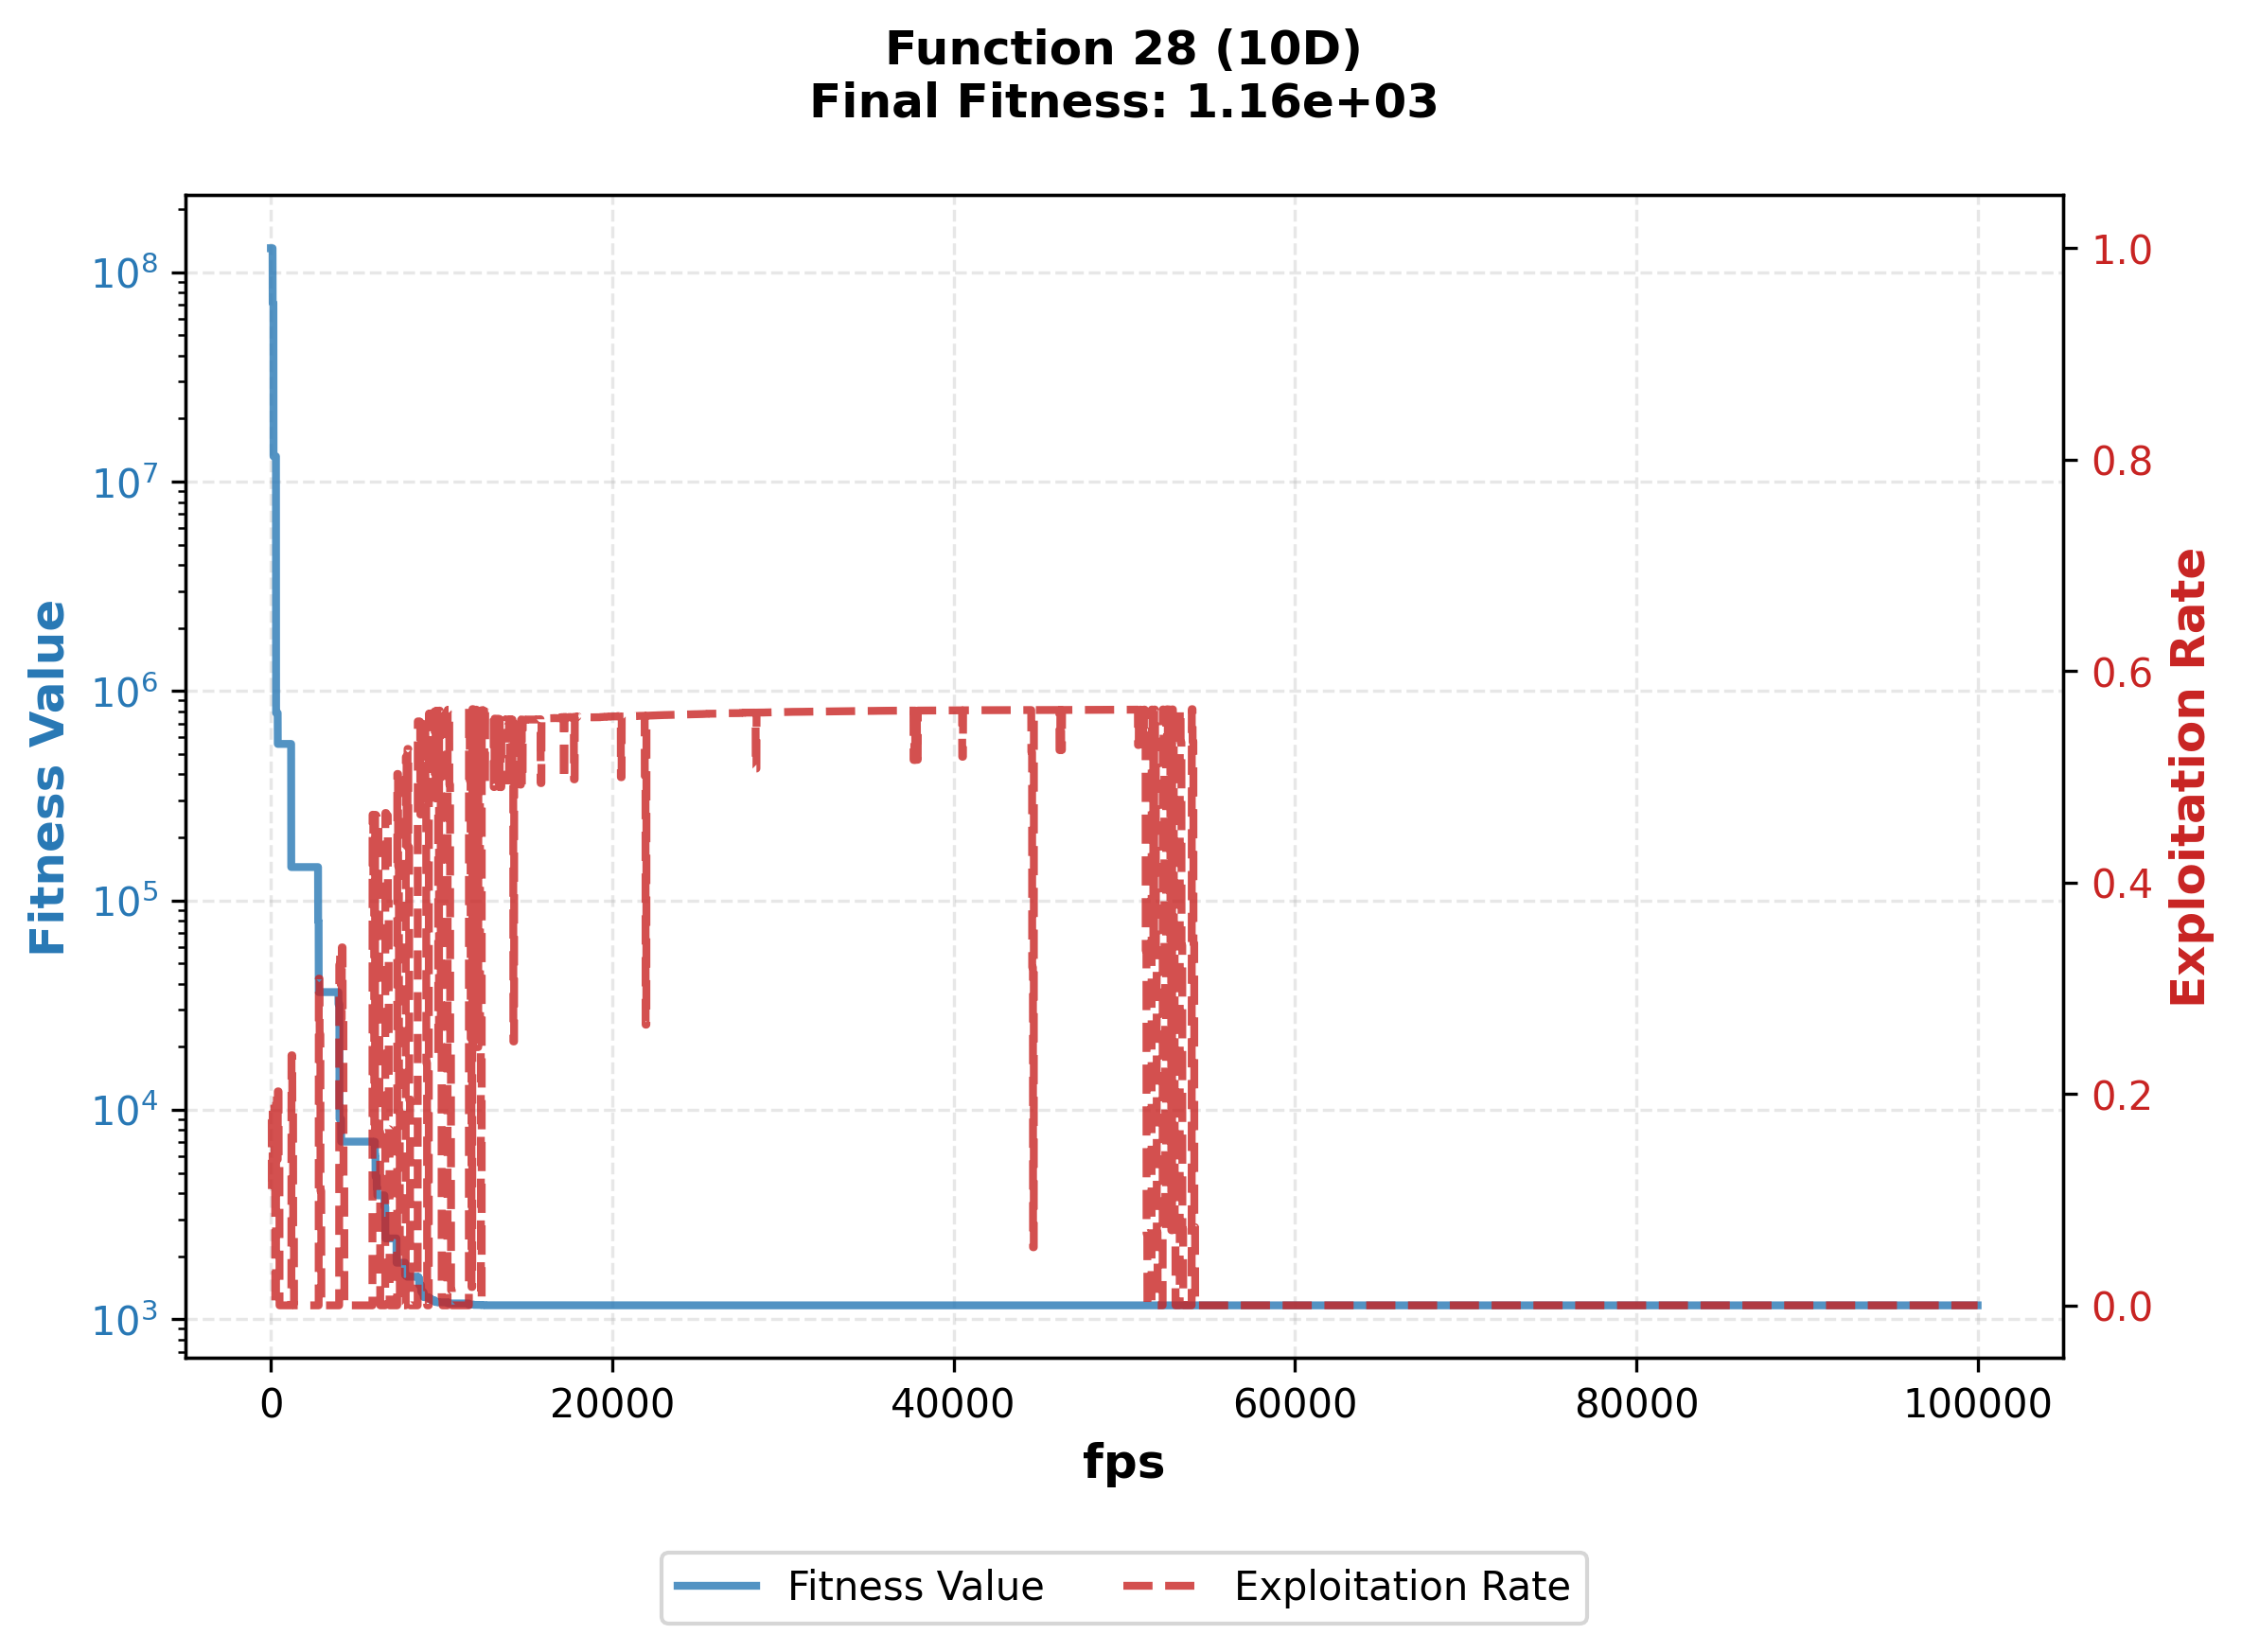 Function 28 (10D)
Final Fitness: 1.16e+03
Fitness Value
10⁸
10⁷
10⁶
10⁵
10⁴
10³
1.0
0.8
0.6
0.4
0.2
0.0
Exploitation Rate
0 20000 40000 60000 80000 100000
fps
Fitness Value Exploitation Rate